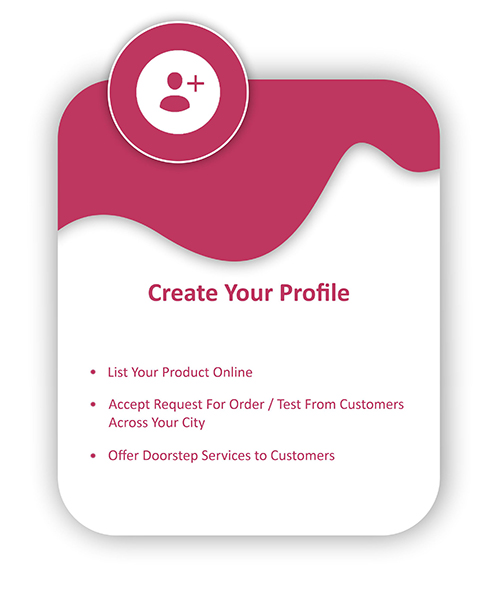 Create Your Profile
• List Your Product Online
• Accept Request For Order / Test From Customers
Across Your City
• Offer Doorstep Services to Customers